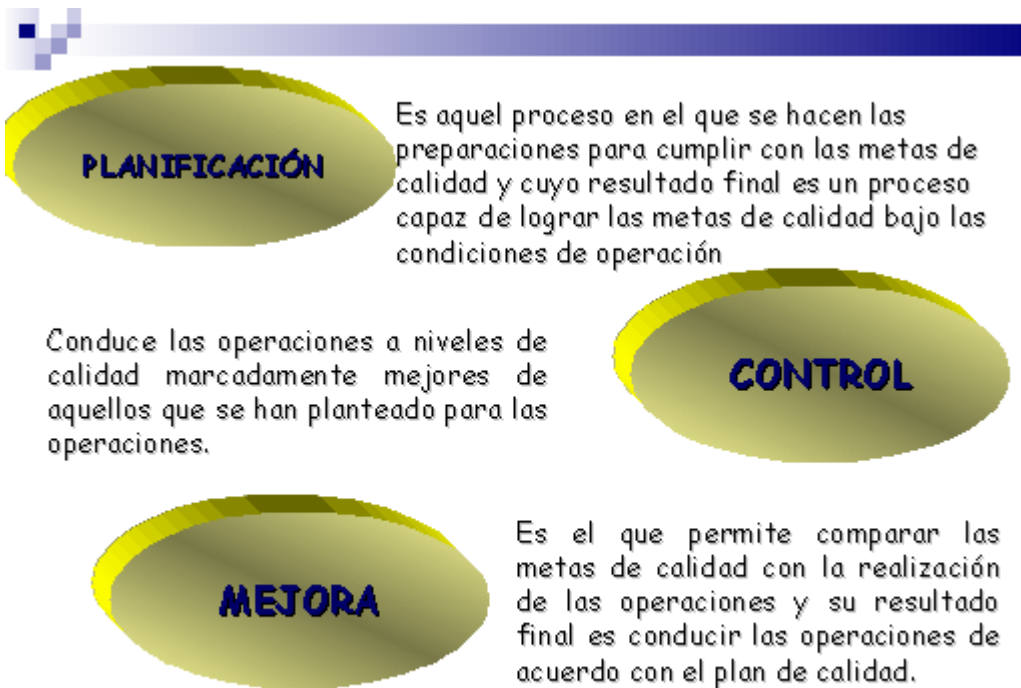 PLANIFICACIÓN
Es aquel proceso en el que se hacen las
preparaciones para cumplir con las metas de
calidad y cuyo resultado final es un proceso
capaz de lograr las metas de calidad bajo las
condiciones de operación
Conduce las operaciones a niveles de
calidad marcadamente mejores de
aquellos que se han planteado para las
operaciones.
CONTROL
MEJORA
Es el que permite comparar las
metas de calidad con la realización
de las operaciones y su resultado
final es conducir las operaciones de
acuerdo con el plan de calidad.